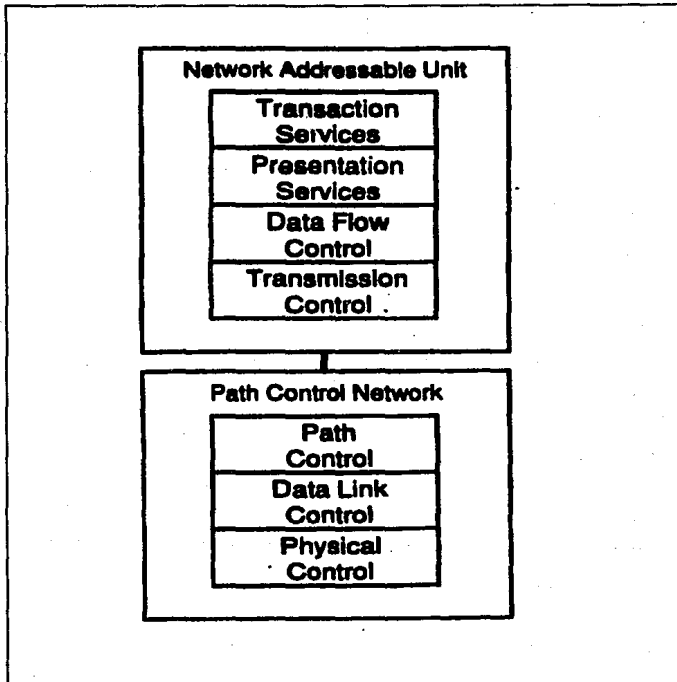 Network Addressable Unit
Transaction
Services
Presentation
Services
Data Flow
Control
Transmission
Control
Path Control Network
Path
Control
Data Link
Control
Physical
Control